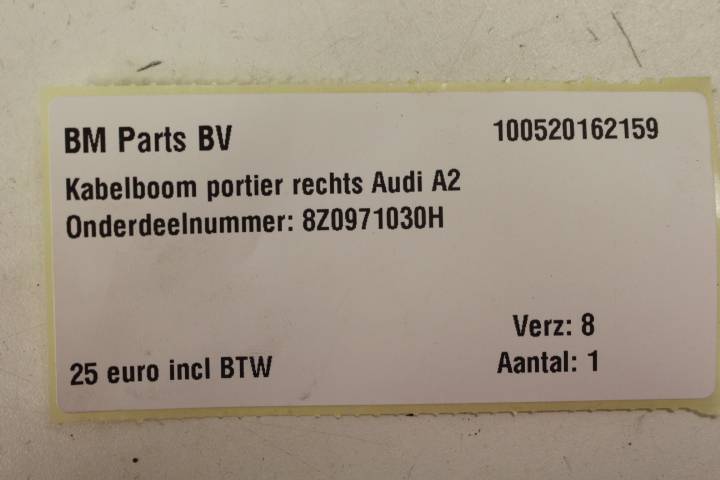 BM Parts BV 100520162159
Kabelboom portier rechts Audi A2
Onderdeelnummer: 8Z0971030H
Verz: 8
25 euro incl BTW Aantal: 1